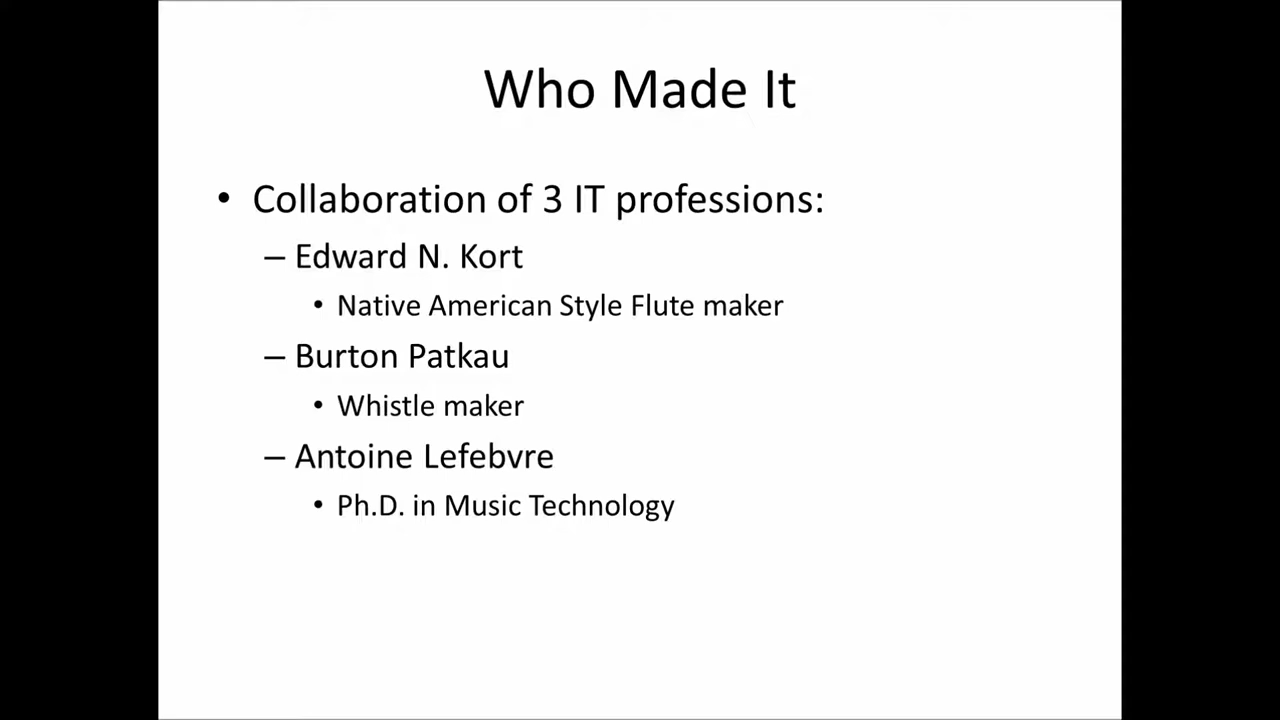 Who Made It
• Collaboration of 3 IT professions:
– Edward N. Kort
• Native American Style Flute maker
– Burton Patkau
• Whistle maker
– Antoine Lefebvre
• Ph.D. in Music Technology